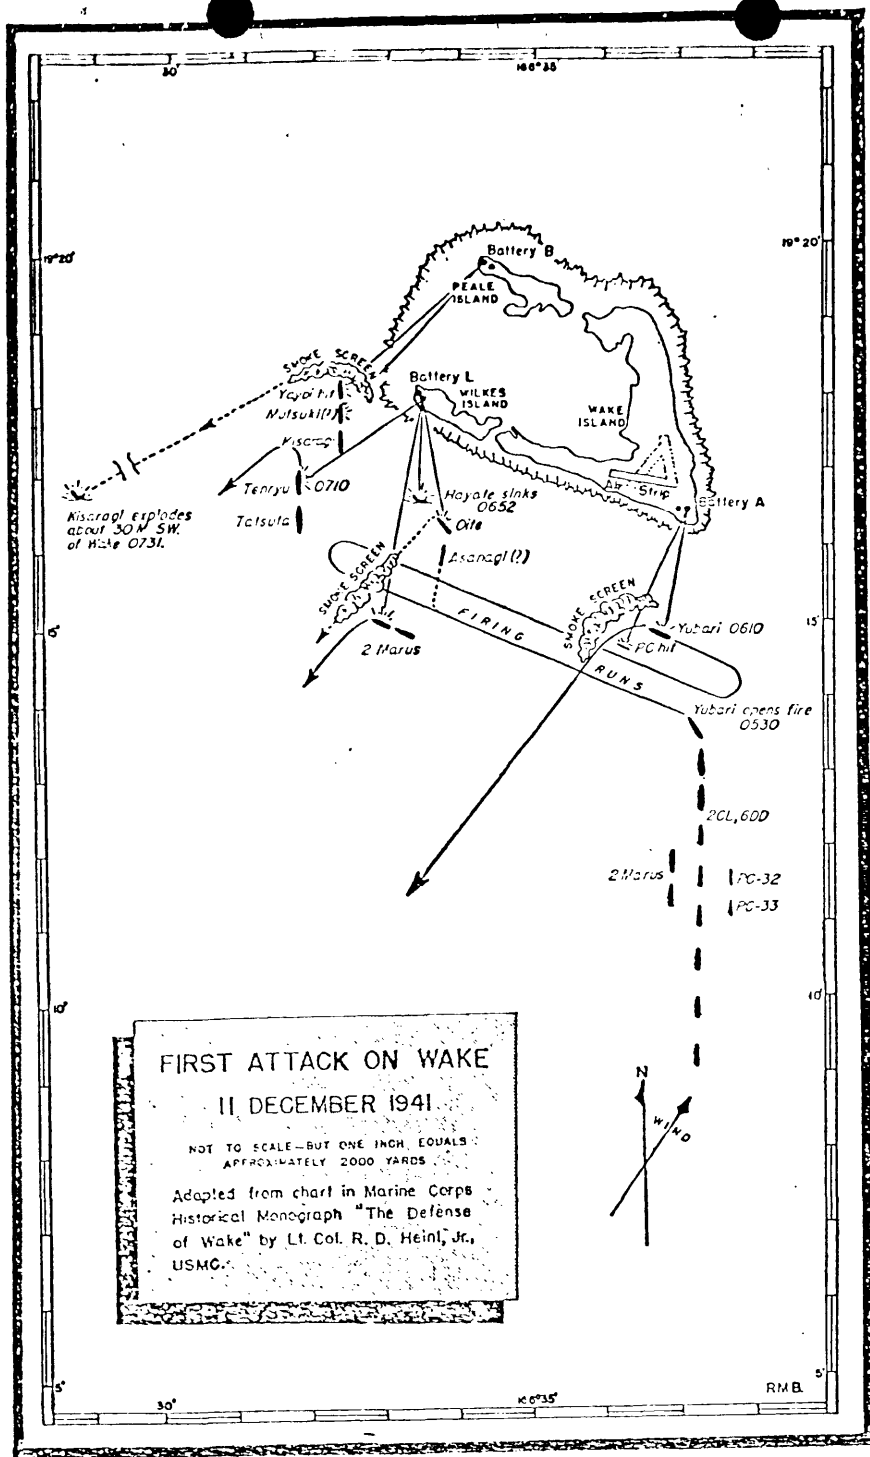 30'
166°35'
19°20'
19°20'
Battery B
PEALE
ISLAND
SMOKE SCREEN
Yayoi hit
Mutsuki(?)
Kisaragi
Battery L
WILKES
ISLAND
WAKE
ISLAND
Air Strip
Battery A
Kisaragi explodes
about 30 M SW.
of Wake 0731.
Tenryu
0710
Tatsuta
Hayate sinks
0652
Oite
Asanagi(?)
SMOKE SCREEN
SMOKE SCREEN
FIRING RUNS
2 Marus
Yubari 0610
PC hit
15'
Yubari opens fire
0530
2CL, 6DD
2 Marus
PC-32
PC-33
10'
10'
N
WIND
FIRST ATTACK ON WAKE
11 DECEMBER 1941
NOT TO SCALE—BUT ONE INCH EQUALS
APPROXIMATELY 2000 YARDS
Adapted from chart in Marine Corps
Historical Monograph "The Defense
of Wake" by Lt. Col. R. D. Heinl, Jr.,
USMC.
5'
5'
30'
166°35'
R.M.B.